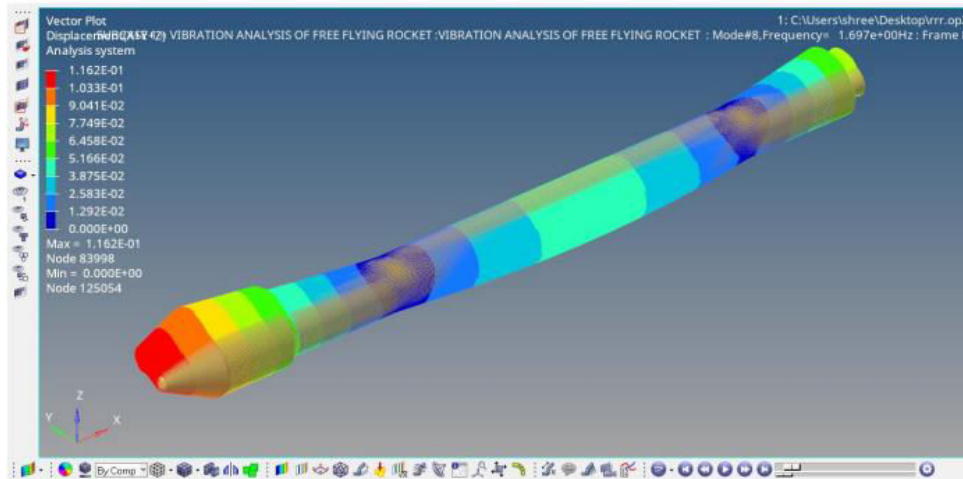 Vector Plot
1: C:\Users\shree\Desktop\rrr.op
Displacement VIBRATION ANALYSIS OF FREE FLYING ROCKET :VIBRATION ANALYSIS OF FREE FLYING ROCKET : Mode#8,Frequency= 1.697e+00Hz : Frame
Analysis system
1.162E-01
1.033E-01
9.041E-02
7.749E-02
6.458E-02
5.166E-02
3.875E-02
2.583E-02
1.292E-02
0.000E+00
Max = 1.162E-01
Node 83998
Min = 0.000E+00
Node 125054
Z
Y
X
By Comp